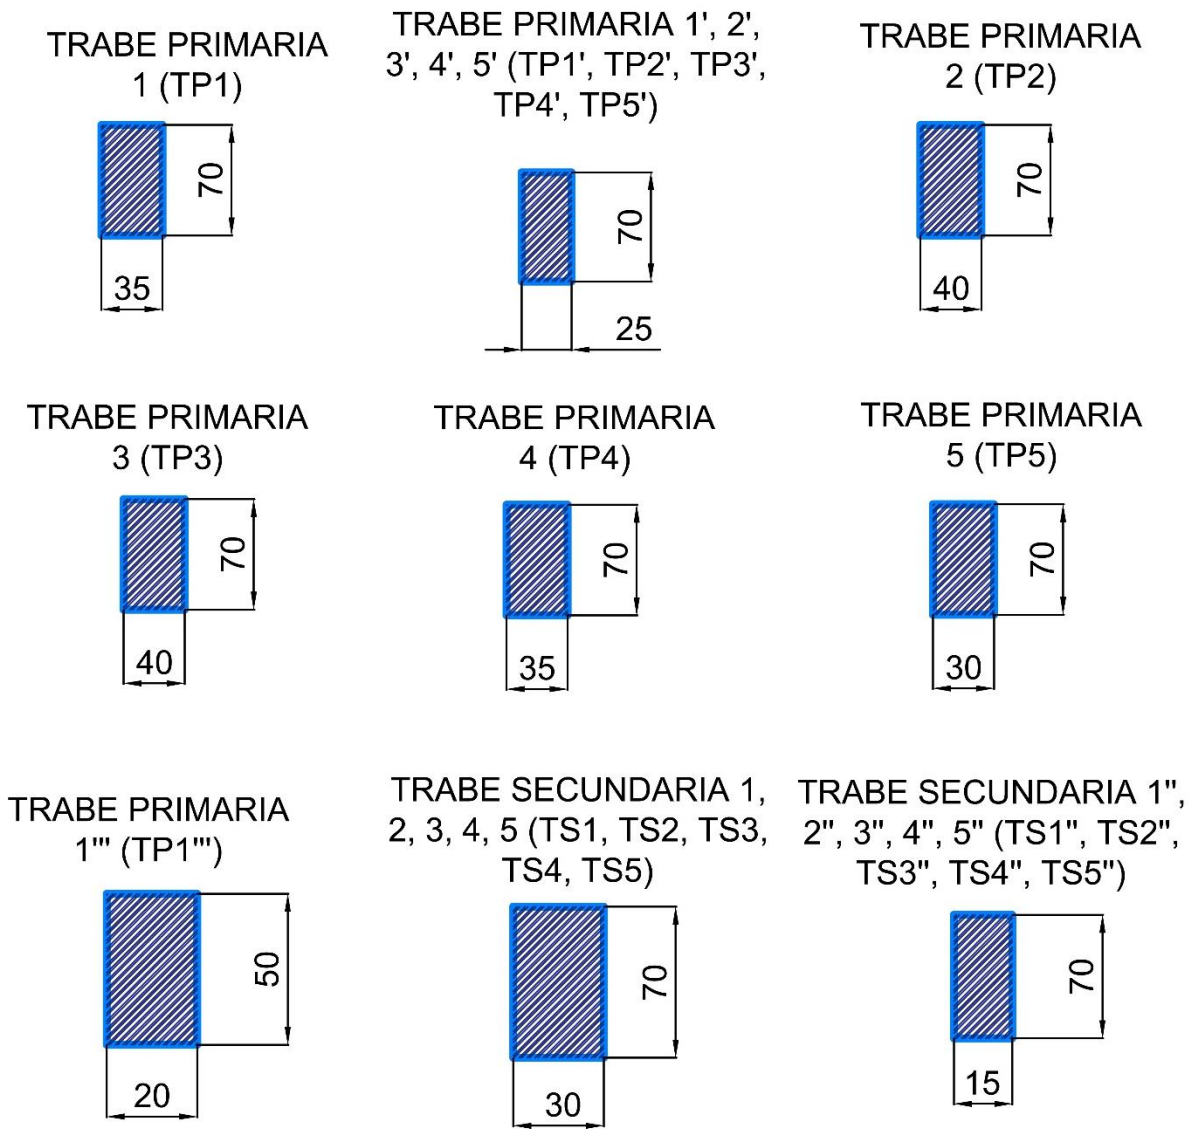 TRABE PRIMARIA
1 (TP1)
70
35
TRABE PRIMARIA 1', 2',
3', 4', 5' (TP1', TP2', TP3',
TP4', TP5')
70
25
TRABE PRIMARIA
2 (TP2)
70
40
TRABE PRIMARIA
3 (TP3)
70
40
TRABE PRIMARIA
4 (TP4)
70
35
TRABE PRIMARIA
5 (TP5)
70
30
TRABE PRIMARIA
1''' (TP1''')
50
20
TRABE SECUNDARIA 1,
2, 3, 4, 5 (TS1, TS2, TS3,
TS4, TS5)
70
30
TRABE SECUNDARIA 1'',
2'', 3'', 4'', 5'' (TS1'', TS2'',
TS3'', TS4'', TS5'')
70
15